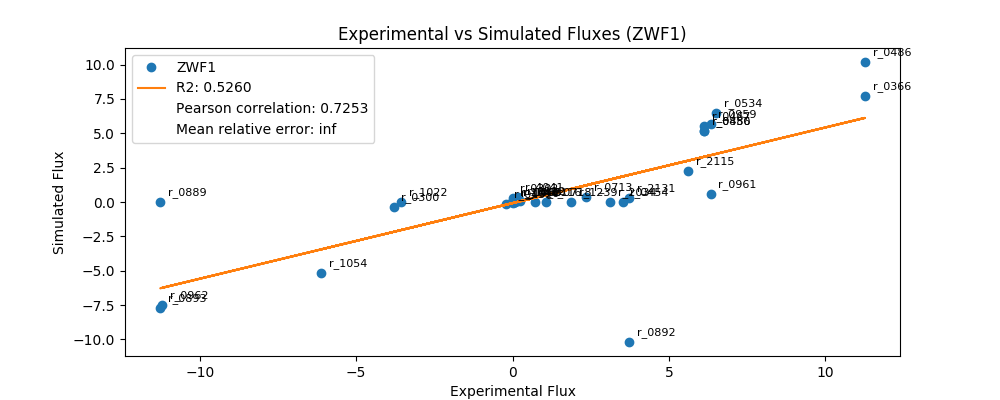 Experimental vs Simulated Fluxes (ZWF1)
ZWF1
R2: 0.5260
Pearson correlation: 0.7253
Mean relative error: inf
r_0486
r_0366
r_0534
r_2115
r_0961
r_0889
r_1022
r_0300
r_0713
r_2131
r_1054
r_0962
r_0893
r_0892
10.0
7.5
5.0
2.5
0.0
−2.5
−5.0
−7.5
−10.0
Simulated Flux
−10
−5
0
5
10
Experimental Flux